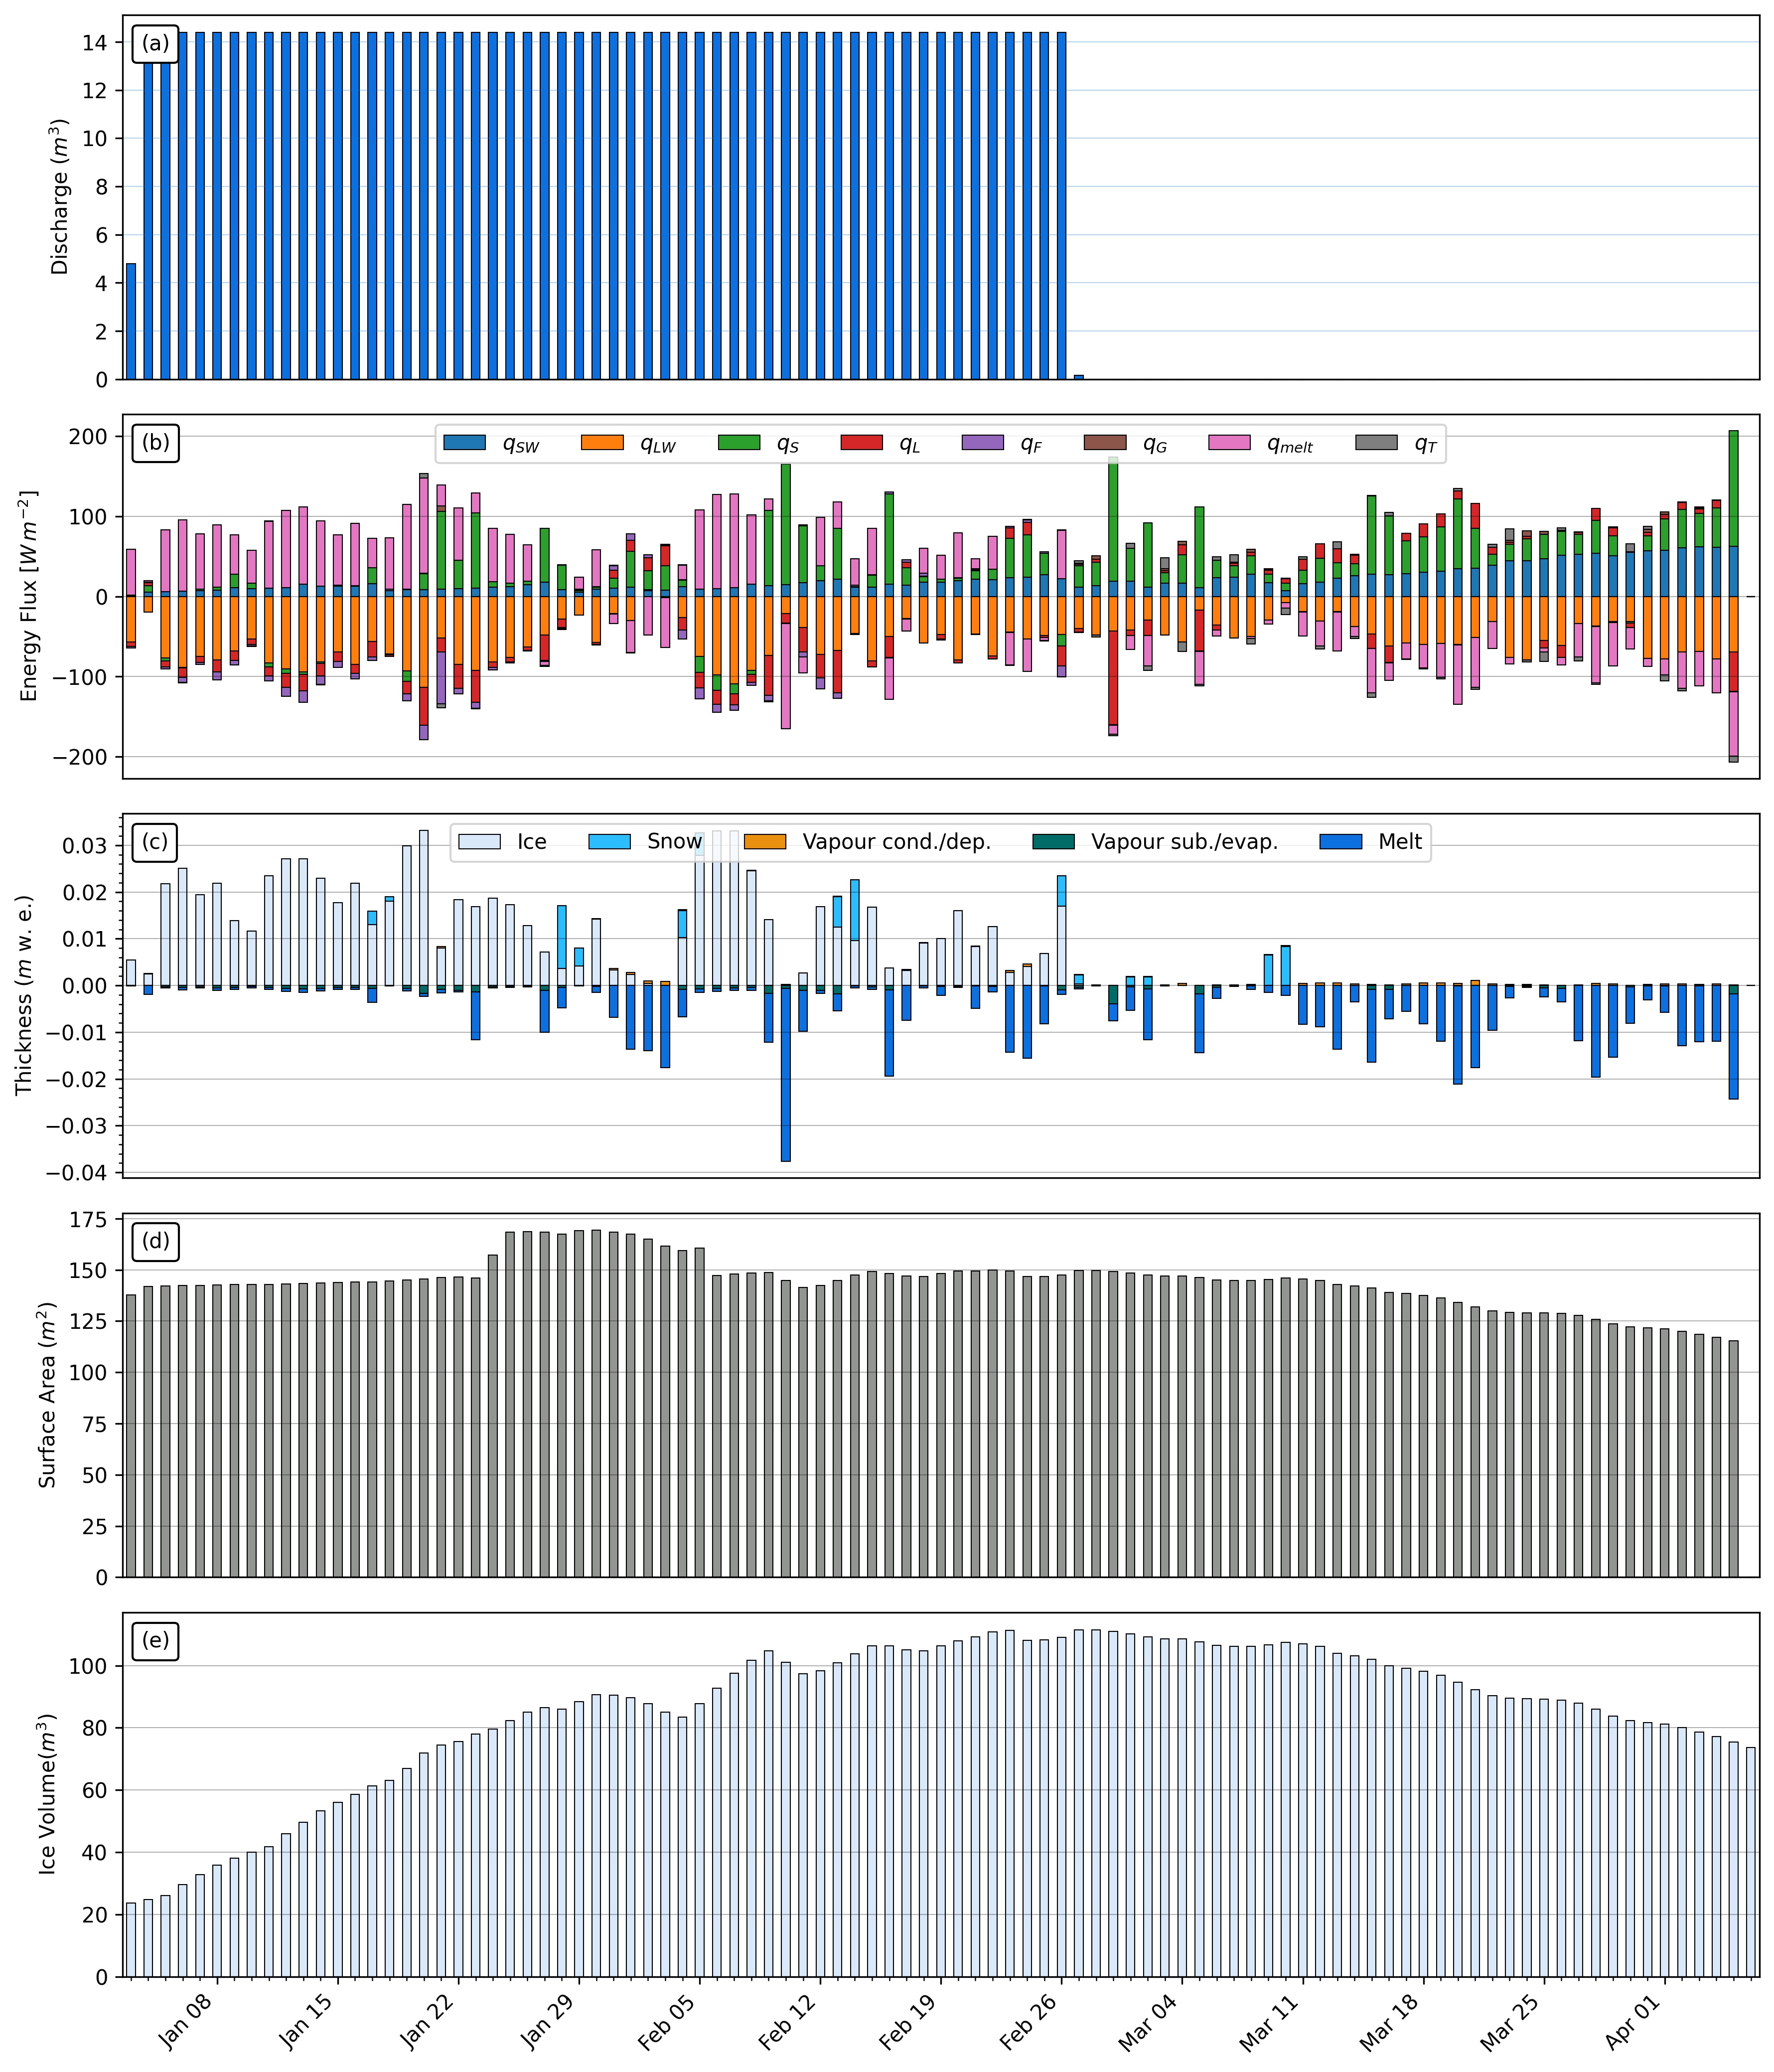 (a)
14
12
10
8
6
4
2
0
Discharge (m³)
(b)
q_SW q_LW q_S q_L q_F q_G q_melt q_T
200
100
0
−100
−200
Energy Flux [W m⁻²]
(c)
Ice Snow Vapour cond./dep. Vapour sub./evap. Melt
0.03
0.02
0.01
0.00
−0.01
−0.02
−0.03
−0.04
Thickness (m w. e.)
(d)
175
150
125
100
75
50
25
0
Surface Area (m²)
(e)
100
80
60
40
20
0
Ice Volume(m³)
Jan 08 Jan 15 Jan 22 Jan 29 Feb 05 Feb 12 Feb 19 Feb 26 Mar 04 Mar 11 Mar 18 Mar 25 Apr 01